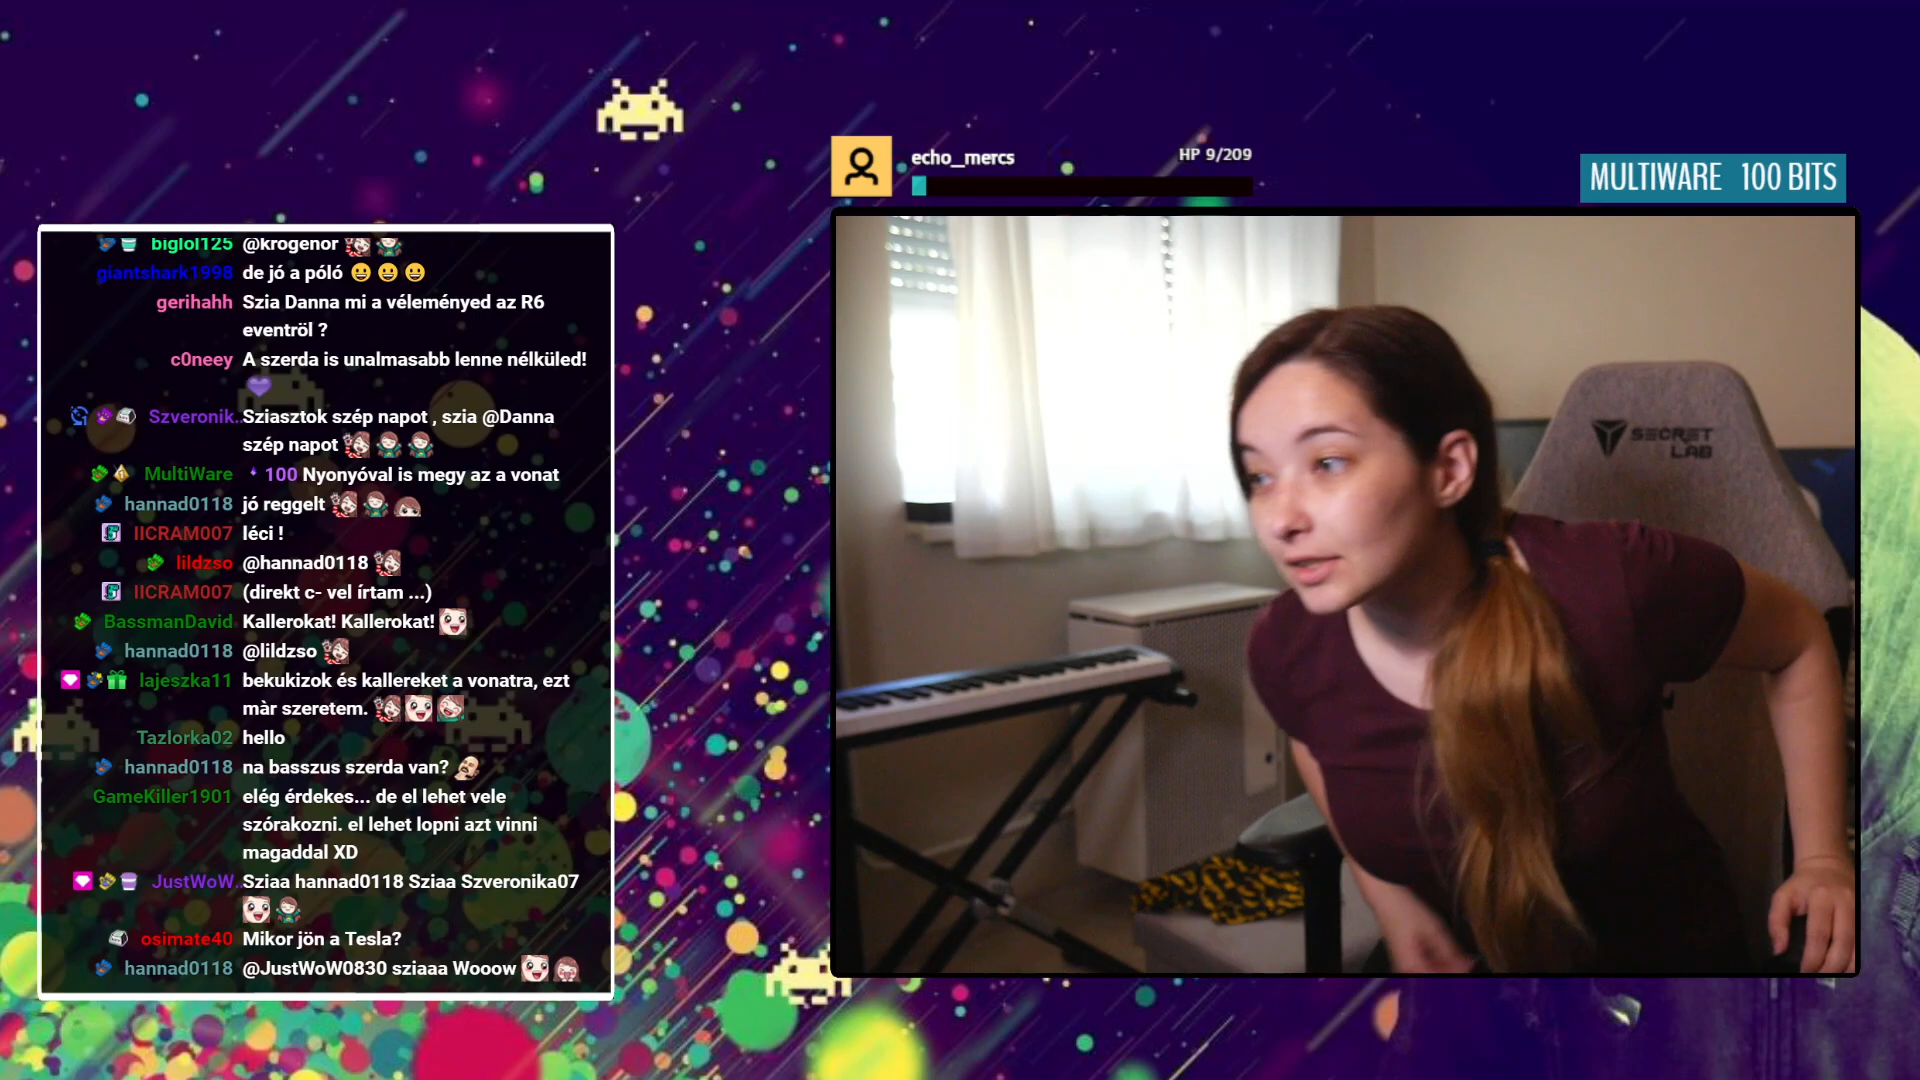 echo_mercs HP 9/209
MULTIWARE 100 BITS
biglol125 @krogenor
giantshark1998 de jó a póló 😀 😀 😀
gerihahh Szia Danna mi a véleményed az R6
eventröl ?
c0neey A szerda is unalmasabb lenne nélküled!
💜
Szveronik.. Sziasztok szép napot , szia @Danna
szép napot
MultiWare 100 Nyonyóval is megy az a vonat
hannad0118 jó reggelt
IICRAM007 léci !
lildzso @hannad0118
IICRAM007 (direkt c- vel írtam ...)
BassmanDavid Kallerokat! Kallerokat!
hannad0118 @lildzso
lajeszka11 bekukizok és kallereket a vonatra, ezt
màr szeretem.
Tazlorka02 hello
hannad0118 na basszus szerda van?
GameKiller1901 elég érdekes... de el lehet vele
szórakozni. el lehet lopni azt vinni
magaddal XD
JustWoW.. Sziaa hannad0118 Sziaa Szveronika07
osimate40 Mikor jön a Tesla?
hannad0118 @JustWoW0830 sziaaa Wooow
SECRET
LAB